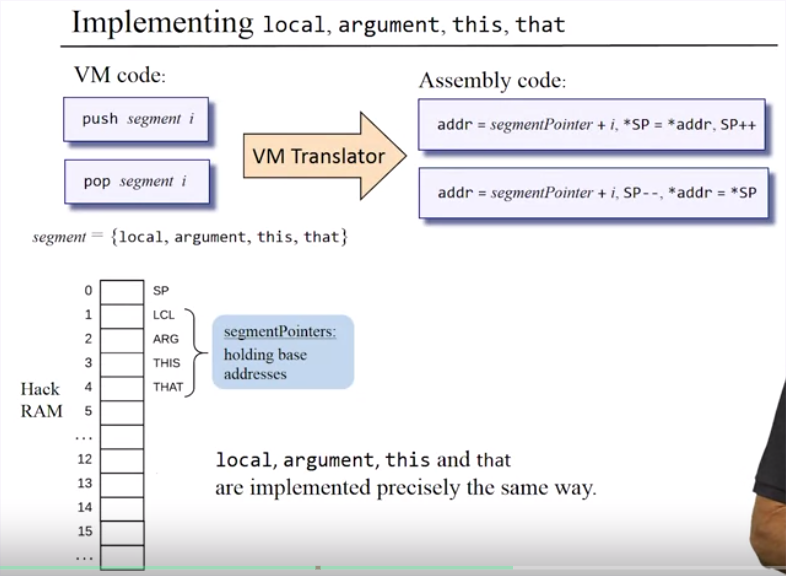 Implementing local, argument, this, that
VM code:
push segment i
pop segment i
VM Translator
Assembly code:
addr = segmentPointer + i, *SP = *addr, SP++
addr = segmentPointer + i, SP--, *addr = *SP
segment = {local, argument, this, that}
0 SP
1 LCL
2 ARG
3 THIS
4 THAT
5
...
12
13
14
15
...
Hack
RAM
segmentPointers:
holding base
addresses
local, argument, this and that
are implemented precisely the same way.